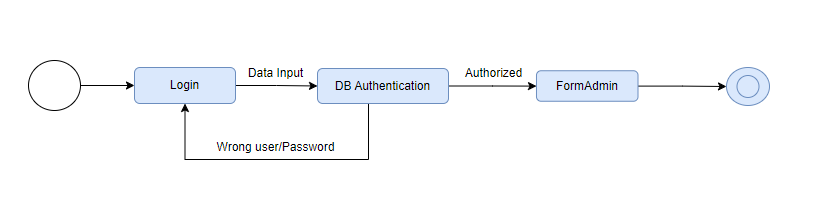 Login
Data Input
DB Authentication
Authorized
FormAdmin
Wrong user/Password